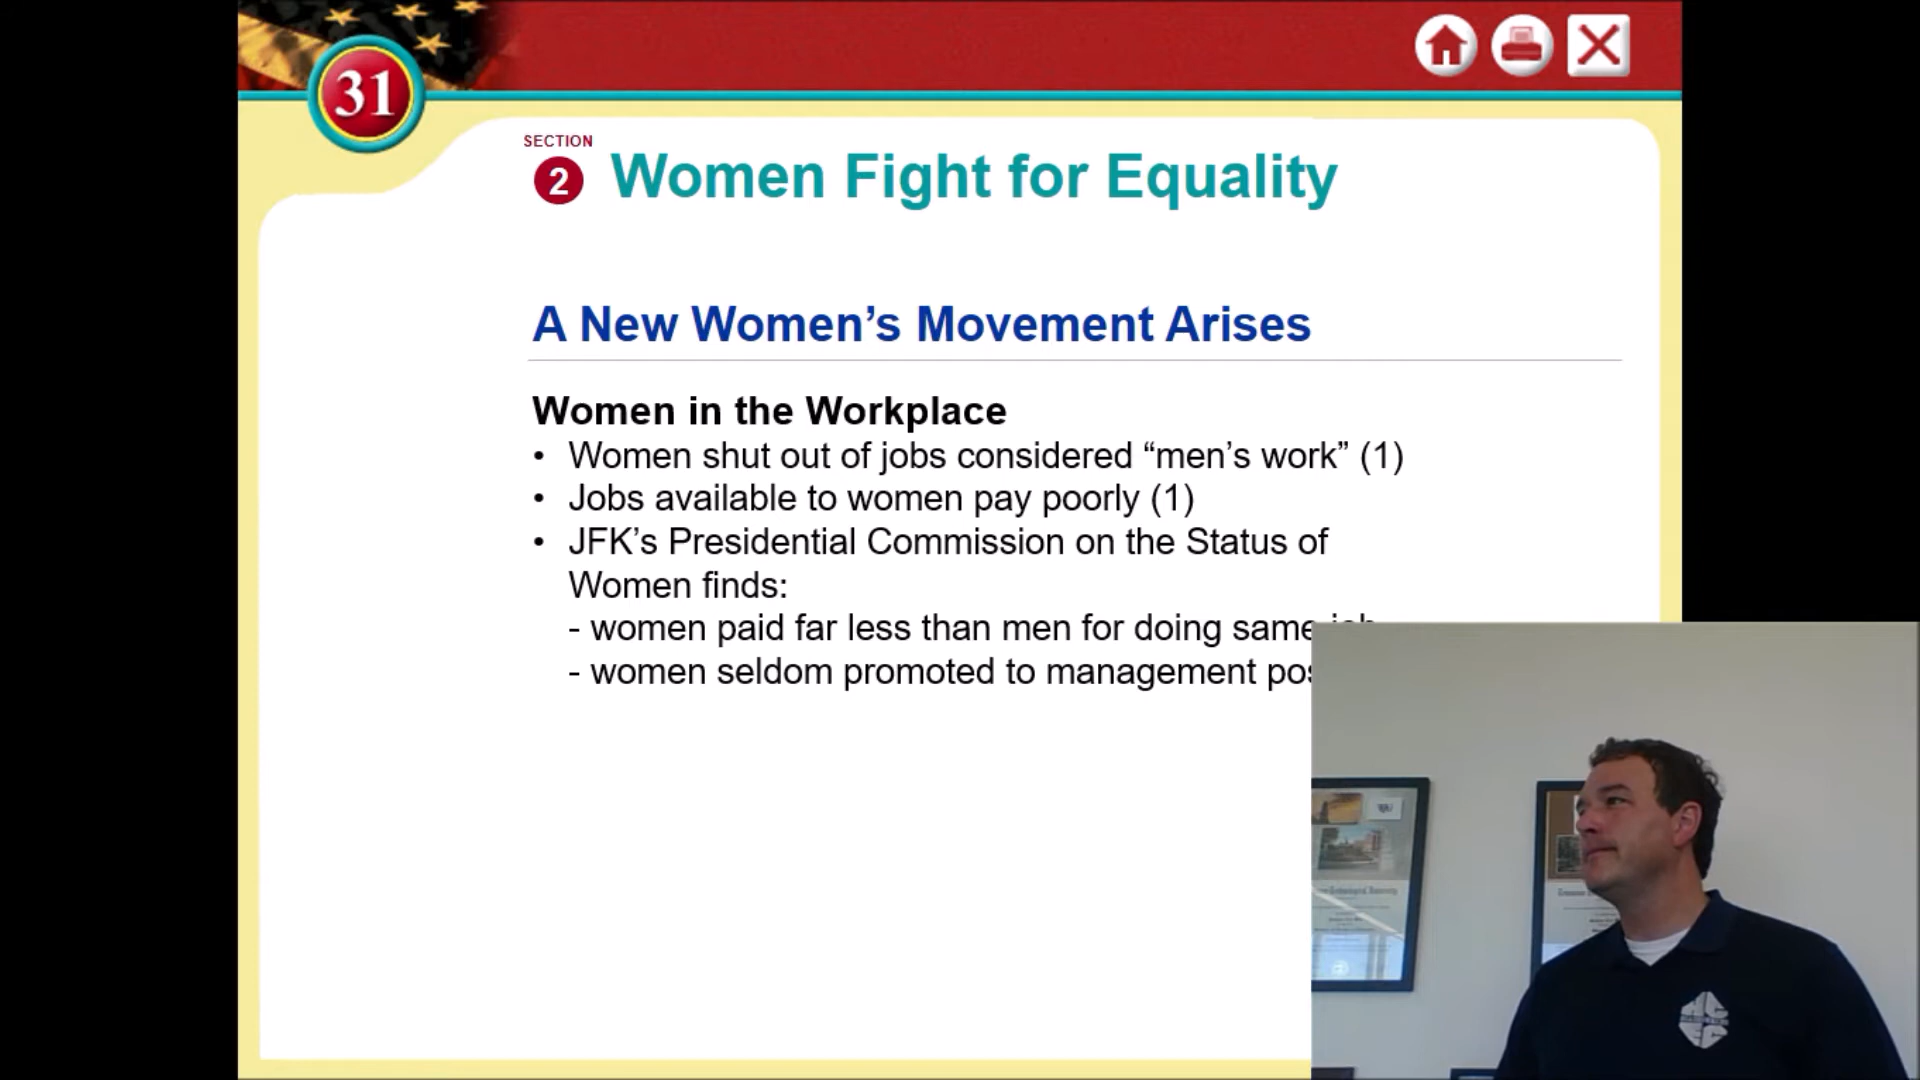 31
SECTION
2 Women Fight for Equality
A New Women’s Movement Arises
Women in the Workplace
• Women shut out of jobs considered “men’s work” (1)
• Jobs available to women pay poorly (1)
• JFK’s Presidential Commission on the Status of
Women finds:
- women paid far less than men for doing same
- women seldom promoted to management